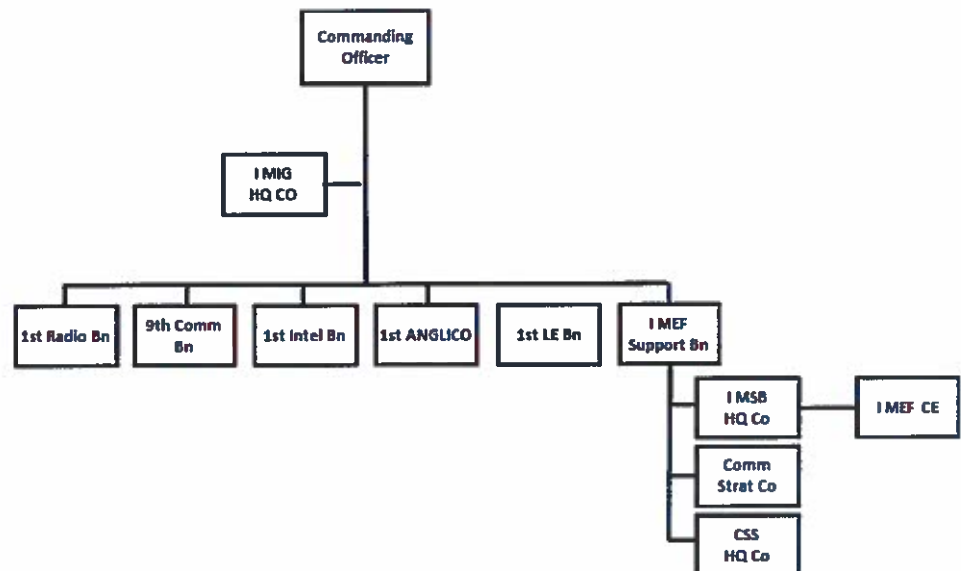 Commanding
Officer
I MIG
HQ CO
1st Radio Bn
9th Comm
Bn
1st Intel Bn
1st ANGLICO
1st LE Bn
I MEF
Support Bn
I MSB
HQ Co
I MEF CE
Comm
Strat Co
CSS
HQ Co